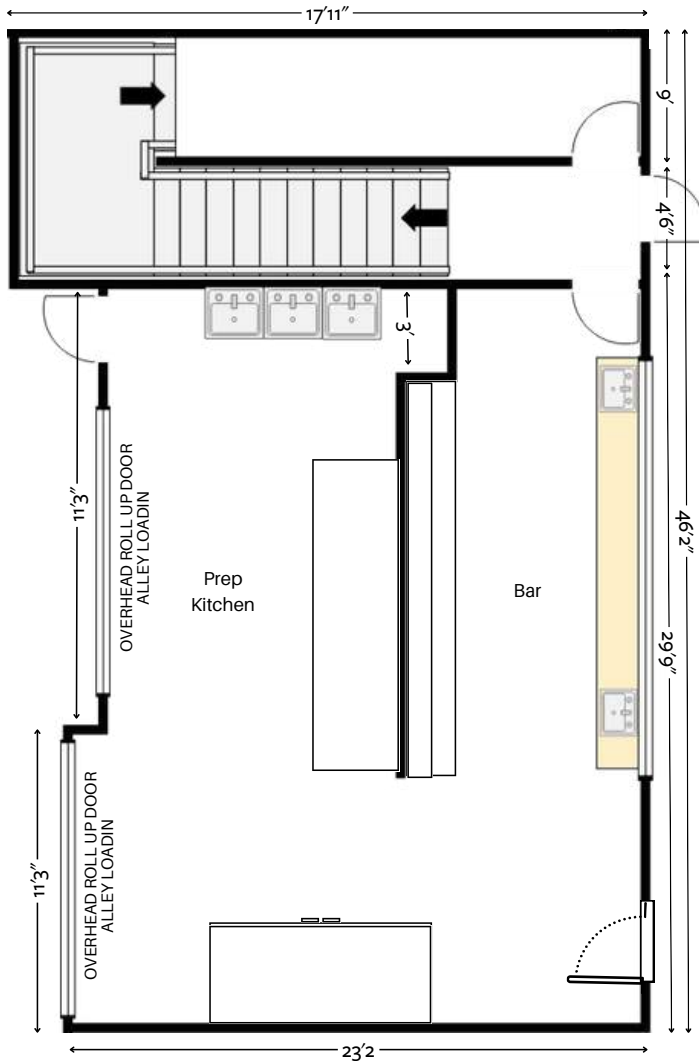 17'11"
9'
4'6"
3'
11'3"
OVERHEAD ROLL UP DOOR
ALLEY LOADIN
Prep
Kitchen
Bar
46'2"
29'9"
11'3"
OVERHEAD ROLL UP DOOR
ALLEY LOADIN
23'2